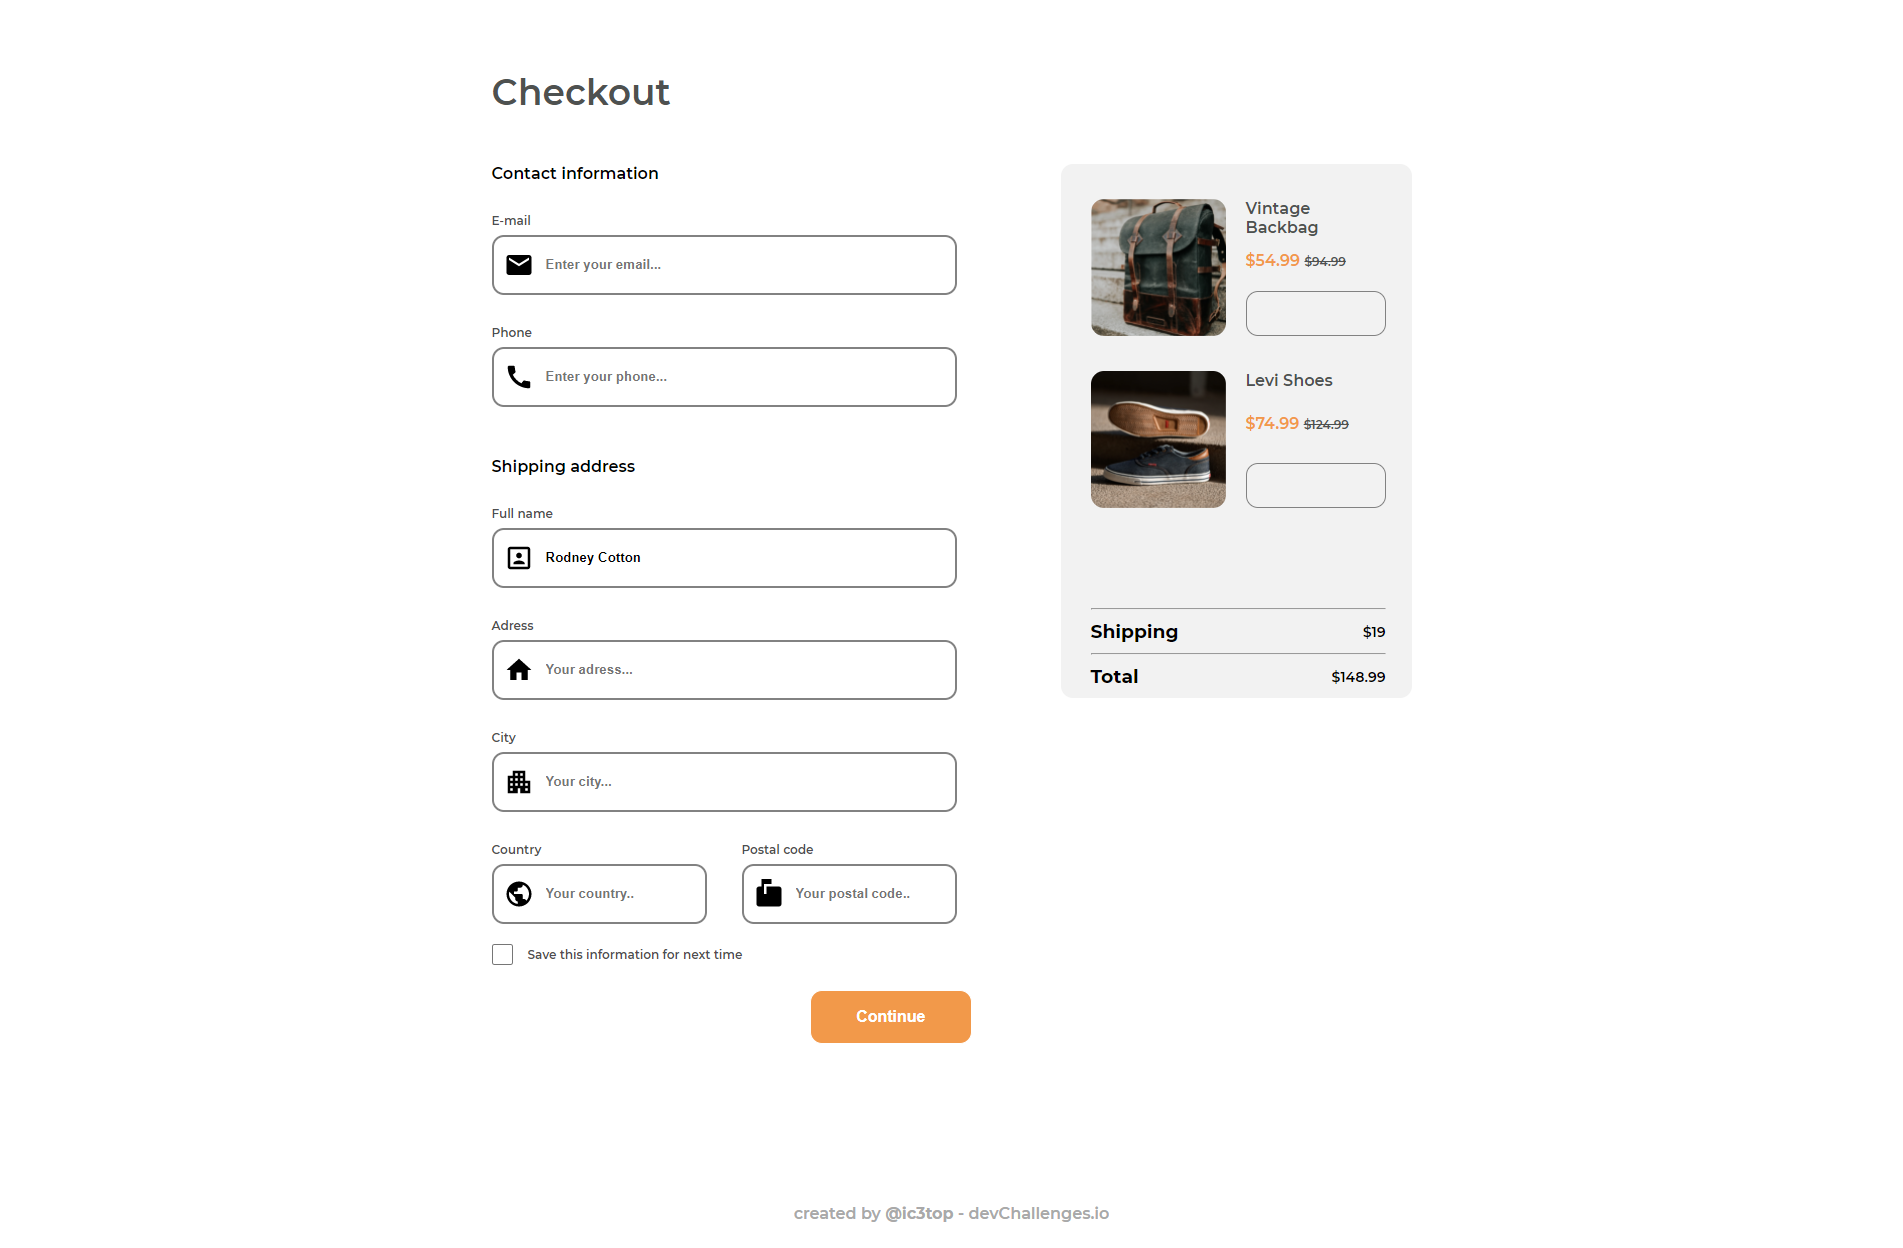 Checkout
Contact information
E-mail
Enter your email...
Phone
Enter your phone...
Shipping address
Full name
Rodney Cotton
Adress
Your adress...
City
Your city...
Country
Your country..
Postal code
Your postal code..
Save this information for next time
Continue
Vintage
Backbag
$54.99 $94.99
Levi Shoes
$74.99 $124.99
Shipping $19
Total $148.99
created by @ic3top - devChallenges.io